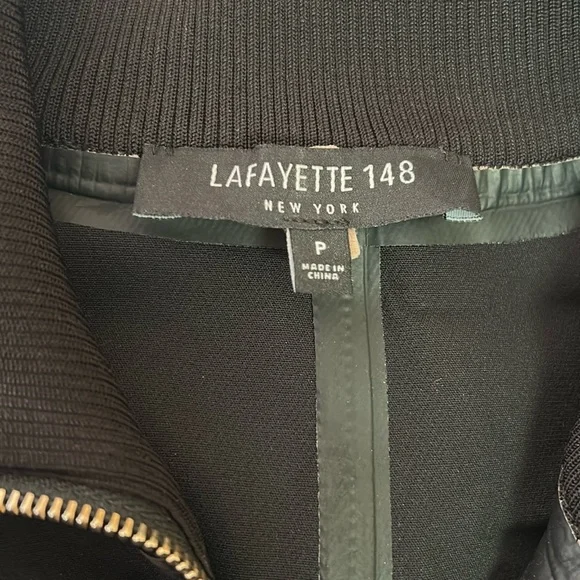 LAFAYETTE 148
NEW YORK
P
MADE IN
CHINA